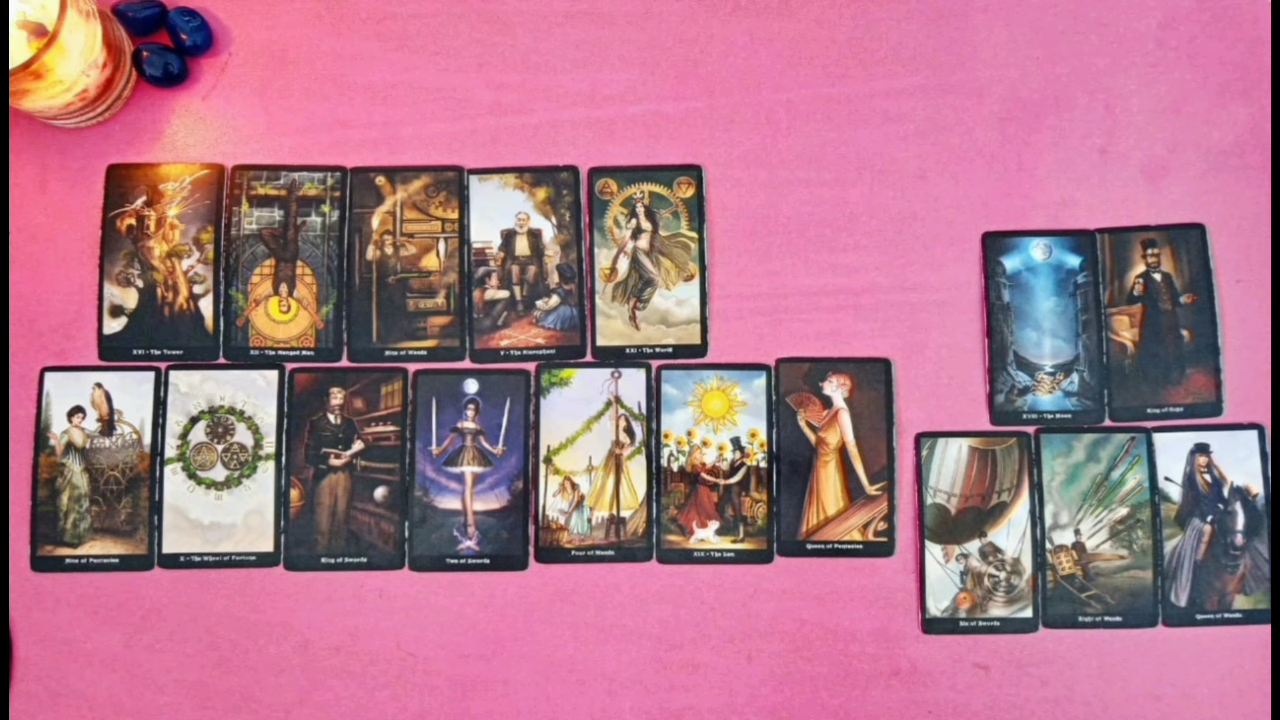 XVI • The Tower
XII • The Hanged Man
Nine of Wands
V • The Hierophant
XXI • The World
XVIII • The Moon
King of Cups
Nine of Pentacles
X • The Wheel of Fortune
King of Swords
Two of Swords
Four of Wands
XIX • The Sun
Queen of Pentacles
Six of Swords
Eight of Wands
Queen of Wands